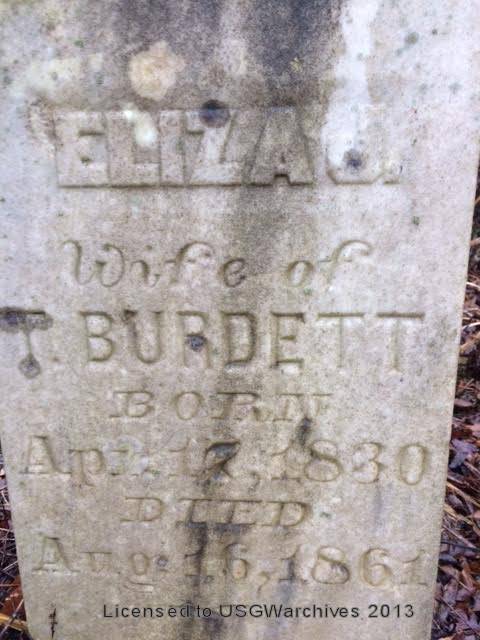 ELIZA J.
Wife of
T. BURDETT
BORN
Apr. 17, 1830
DIED
Aug. 16, 1861
Licensed to USGWarchives 2013